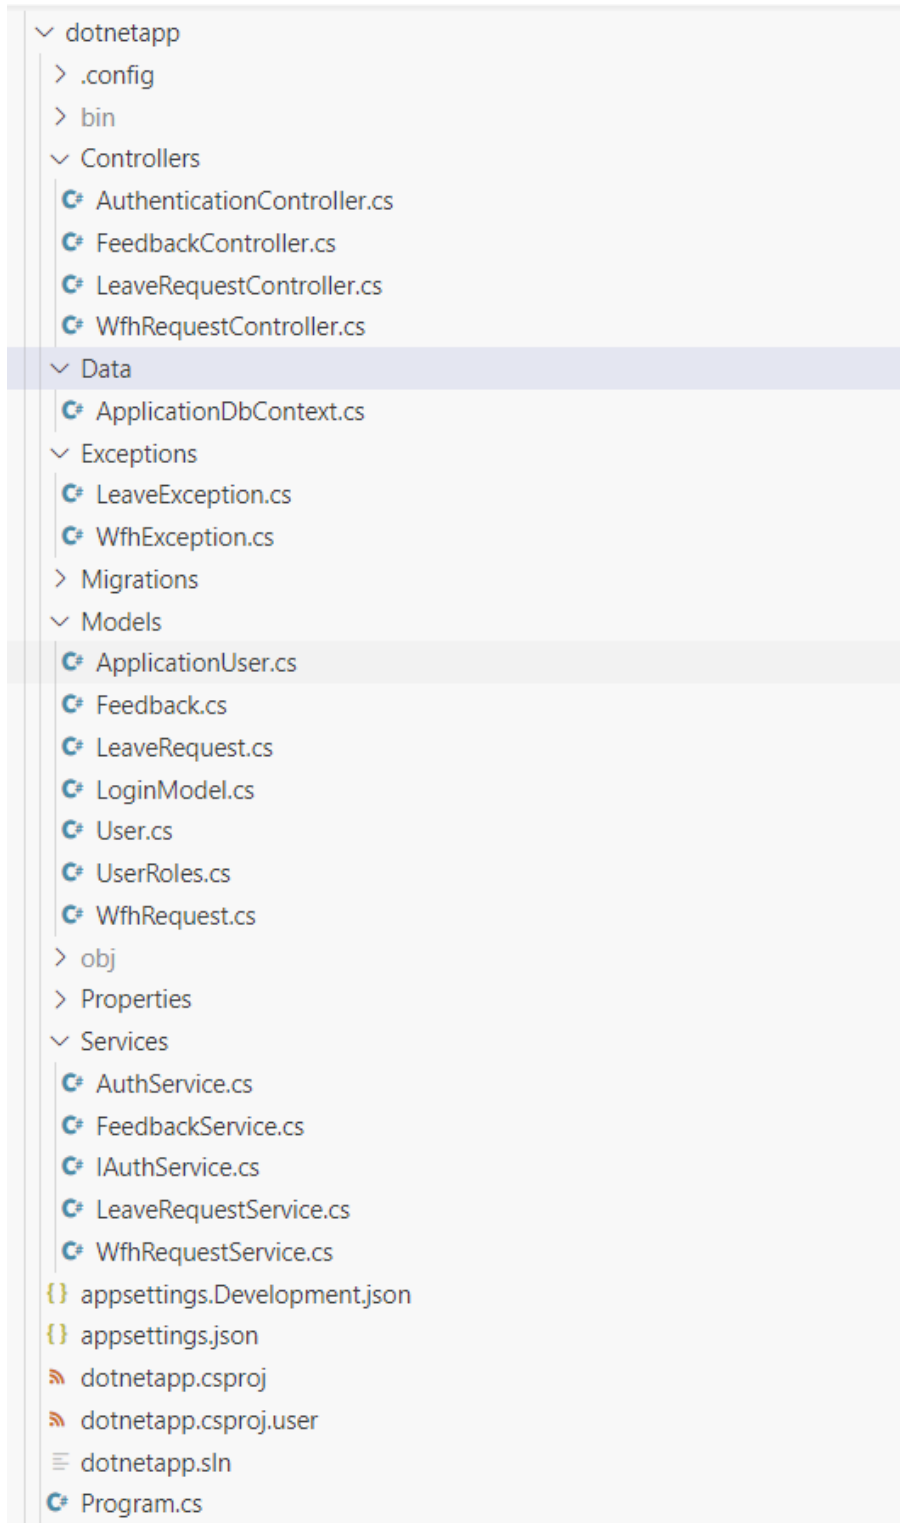 dotnetapp
.config
bin
Controllers
C# AuthenticationController.cs
C# FeedbackController.cs
C# LeaveRequestController.cs
C# WfhRequestController.cs
Data
C# ApplicationDbContext.cs
Exceptions
C# LeaveException.cs
C# WfhException.cs
Migrations
Models
C# ApplicationUser.cs
C# Feedback.cs
C# LeaveRequest.cs
C# LoginModel.cs
C# User.cs
C# UserRoles.cs
C# WfhRequest.cs
obj
Properties
Services
C# AuthService.cs
C# FeedbackService.cs
C# IAuthService.cs
C# LeaveRequestService.cs
C# WfhRequestService.cs
{} appsettings.Development.json
{} appsettings.json
dotnetapp.csproj
dotnetapp.csproj.user
dotnetapp.sln
C# Program.cs